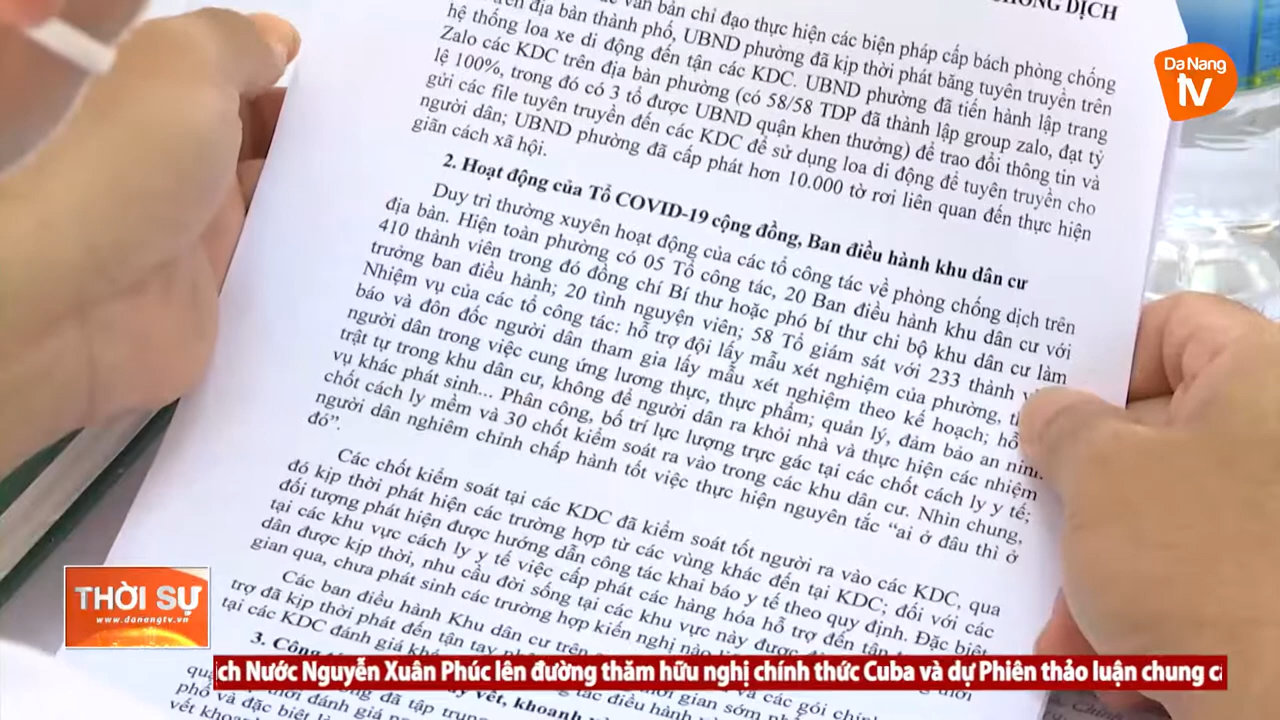 CHỐNG DỊCH
văn bản chỉ đạo thực hiện các biện pháp cấp bách phòng chống
trên địa bàn thành phố, UBND phường đã kịp thời phát băng tuyên truyền trên
hệ thống loa xe di động đến tận các KDC. UBND phường đã tiến hành lập trang
Zalo các KDC trên địa bàn phường (có 58/58 TDP đã thành lập group zalo, đạt tỷ
lệ 100%, trong đó có 3 tổ được UBND quận khen thưởng) để trao đổi thông tin và
gửi các file tuyên truyền đến các KDC để sử dụng loa di động để tuyên truyền cho
người dân; UBND phường đã cấp phát hơn 10.000 tờ rơi liên quan đến thực hiện
giãn cách xã hội.
2. Hoạt động của Tổ COVID-19 cộng đồng, Ban điều hành khu dân cư
Duy trì thường xuyên hoạt động của các tổ công tác về phòng chống dịch trên
địa bàn. Hiện toàn phường có 05 Tổ công tác, 20 Ban điều hành khu dân cư với
410 thành viên trong đó đồng chí Bí thư hoặc phó bí thư chi bộ khu dân cư làm
trưởng ban điều hành; 20 tình nguyện viên; 58 Tổ giám sát với 233 thành
Nhiệm vụ của các tổ công tác: hỗ trợ đội lấy mẫu xét nghiệm của phường,
báo và đôn đốc người dân tham gia lấy mẫu xét nghiệm theo kế hoạch; hỗ
người dân trong việc cung ứng lương thực, thực phẩm; quản lý, đảm bảo an ninh
trật tự trong khu dân cư, không để người dân ra khỏi nhà và thực hiện các nhiệm
vụ khác phát sinh... Phân công, bố trí lực lượng trực gác tại các chốt cách ly y tế;
chốt cách ly mềm và 30 chốt kiểm soát ra vào trong các khu dân cư. Nhìn chung,
người dân nghiêm chỉnh chấp hành tốt việc thực hiện nguyên tắc “ai ở đâu thì ở
đó”.
Các chốt kiểm soát tại các KDC đã kiểm soát tốt người ra vào các KDC, qua
đó kịp thời phát hiện các trường hợp từ các vùng khác đến tại KDC; đối với các
đối tượng phát hiện được hướng dẫn công tác khai báo y tế theo quy định. Đặc biệt
tại các khu vực cách ly y tế việc cấp phát các hàng hóa hỗ trợ đến tận
dân được kịp thời, nhu cầu đời sống tại các khu vực này được
gian qua, chưa phát sinh các trường hợp kiến nghị nào
Các ban điều hành Khu dân cư trên
trợ đã kịp thời phát đến tận tay
tại các KDC đánh giá
3. Công
vết, khoanh
DaNang
tv
THỜI SỰ
www.danangtv.vn
ịch Nước Nguyễn Xuân Phúc lên đường thăm hữu nghị chính thức Cuba và dự Phiên thảo luận chung